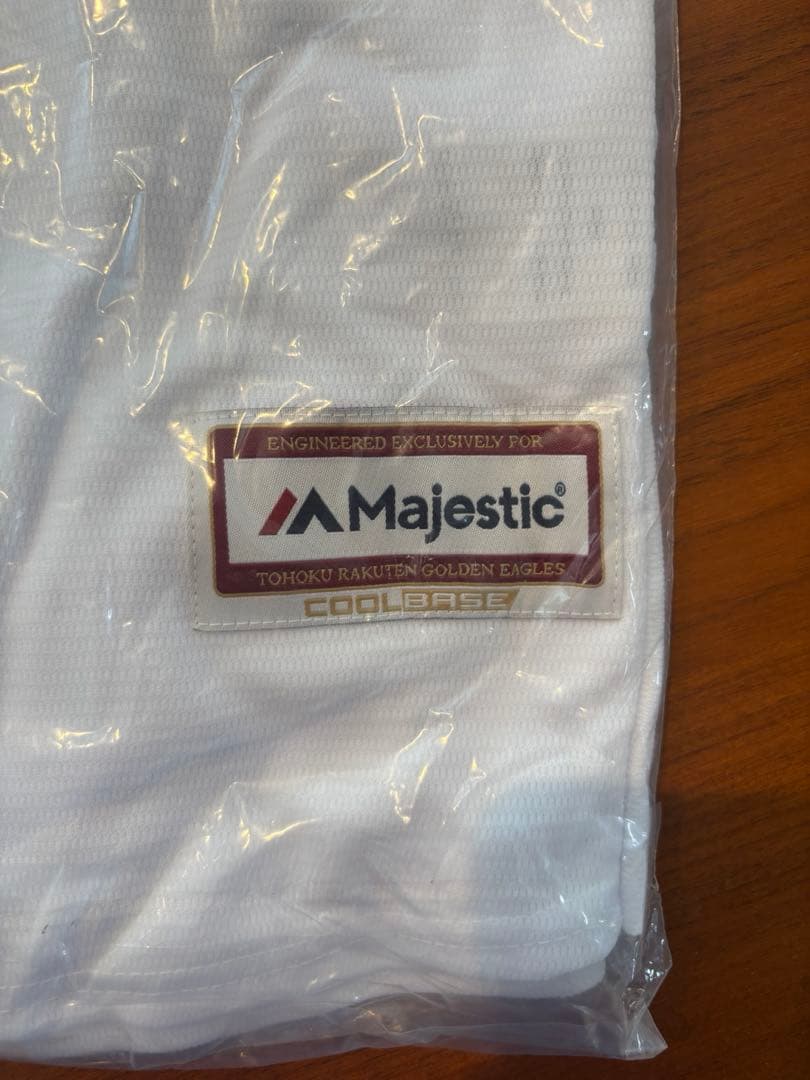 ENGINEERED EXCLUSIVELY FOR
Majestic®
TOHOKU RAKUTEN GOLDEN EAGLES
COOLBASE